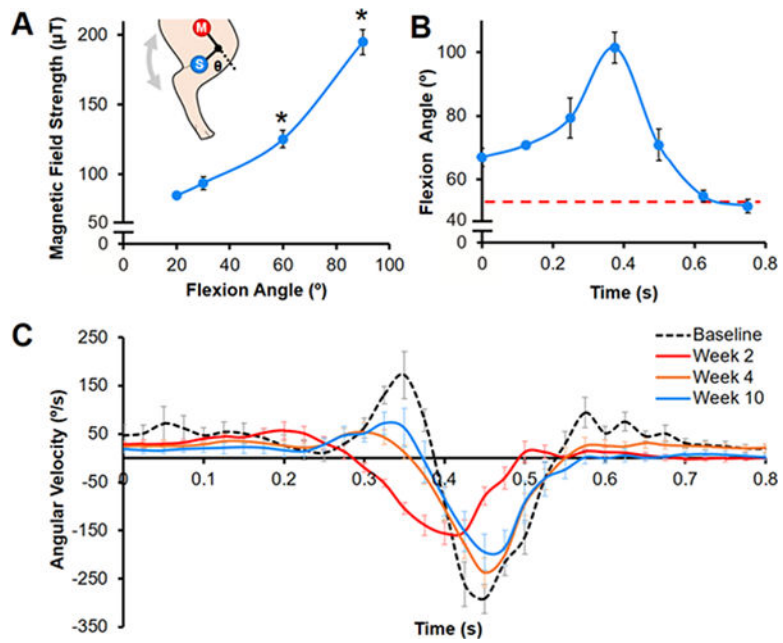 A
Magnetic Field Strength (μT)
200
150
100
50
0
M
S
θ
*
*
0
20
40
60
80
100
Flexion Angle (º)
B
Flexion Angle (º)
100
80
60
40
0
0
0.2
0.4
0.6
0.8
Time (s)
C
Angular Velocity (º/s)
250
150
50
-50
-150
-250
-350
0
0.1
0.2
0.3
0.4
0.5
0.6
0.7
0.8
Time (s)
Baseline
Week 2
Week 4
Week 10